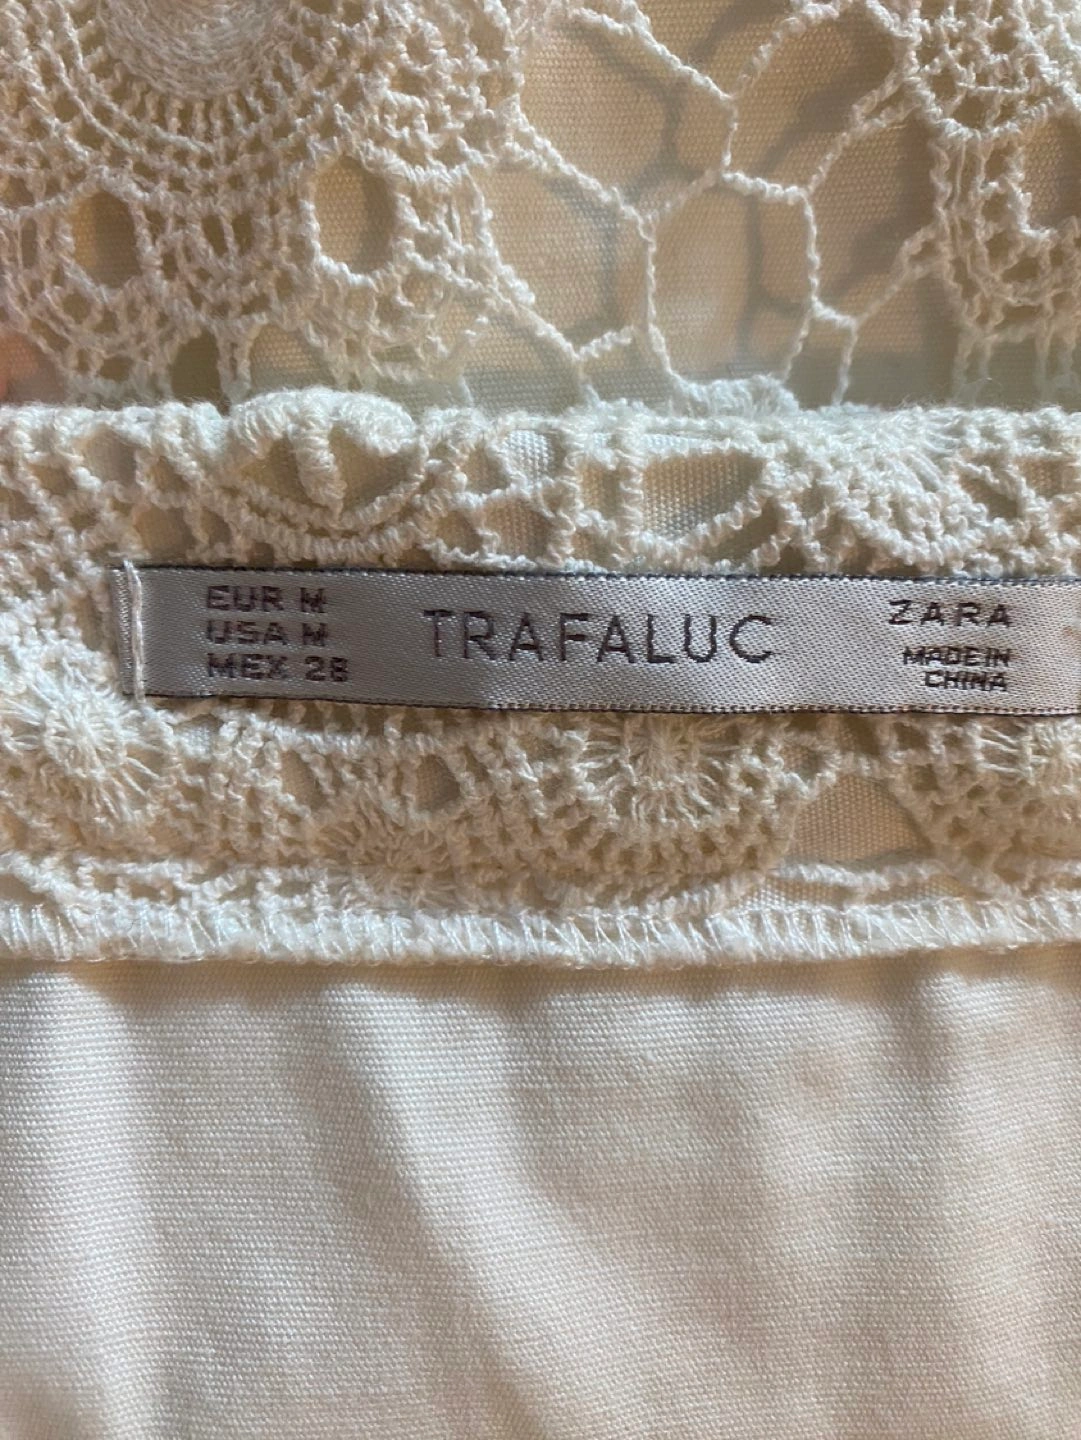 EUR M
USA M
MEX 28
TRAFALUC
ZARA
MADE IN
CHINA